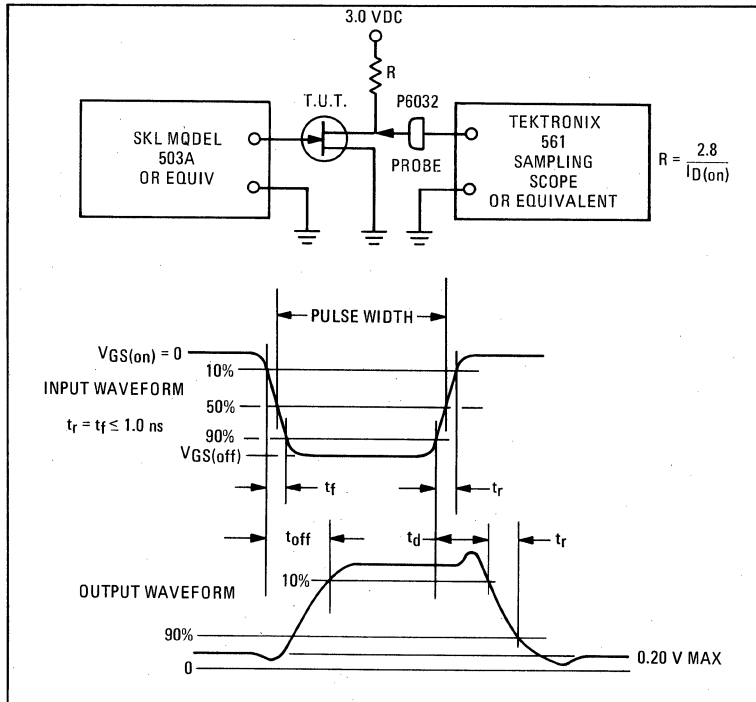 3.0 VDC
R
T.U.T.
P6032
PROBE
SKL MODEL
503A
OR EQUIV
TEKTRONIX
561
SAMPLING
SCOPE
OR EQUIVALENT
R = 2.8 / ID(on)
PULSE WIDTH
VGS(on) = 0
10%
INPUT WAVEFORM
50%
tr = tf ≤ 1.0 ns
90%
VGS(off)
tf
tr
toff
td
tr
10%
OUTPUT WAVEFORM
90%
0.20 V MAX
0